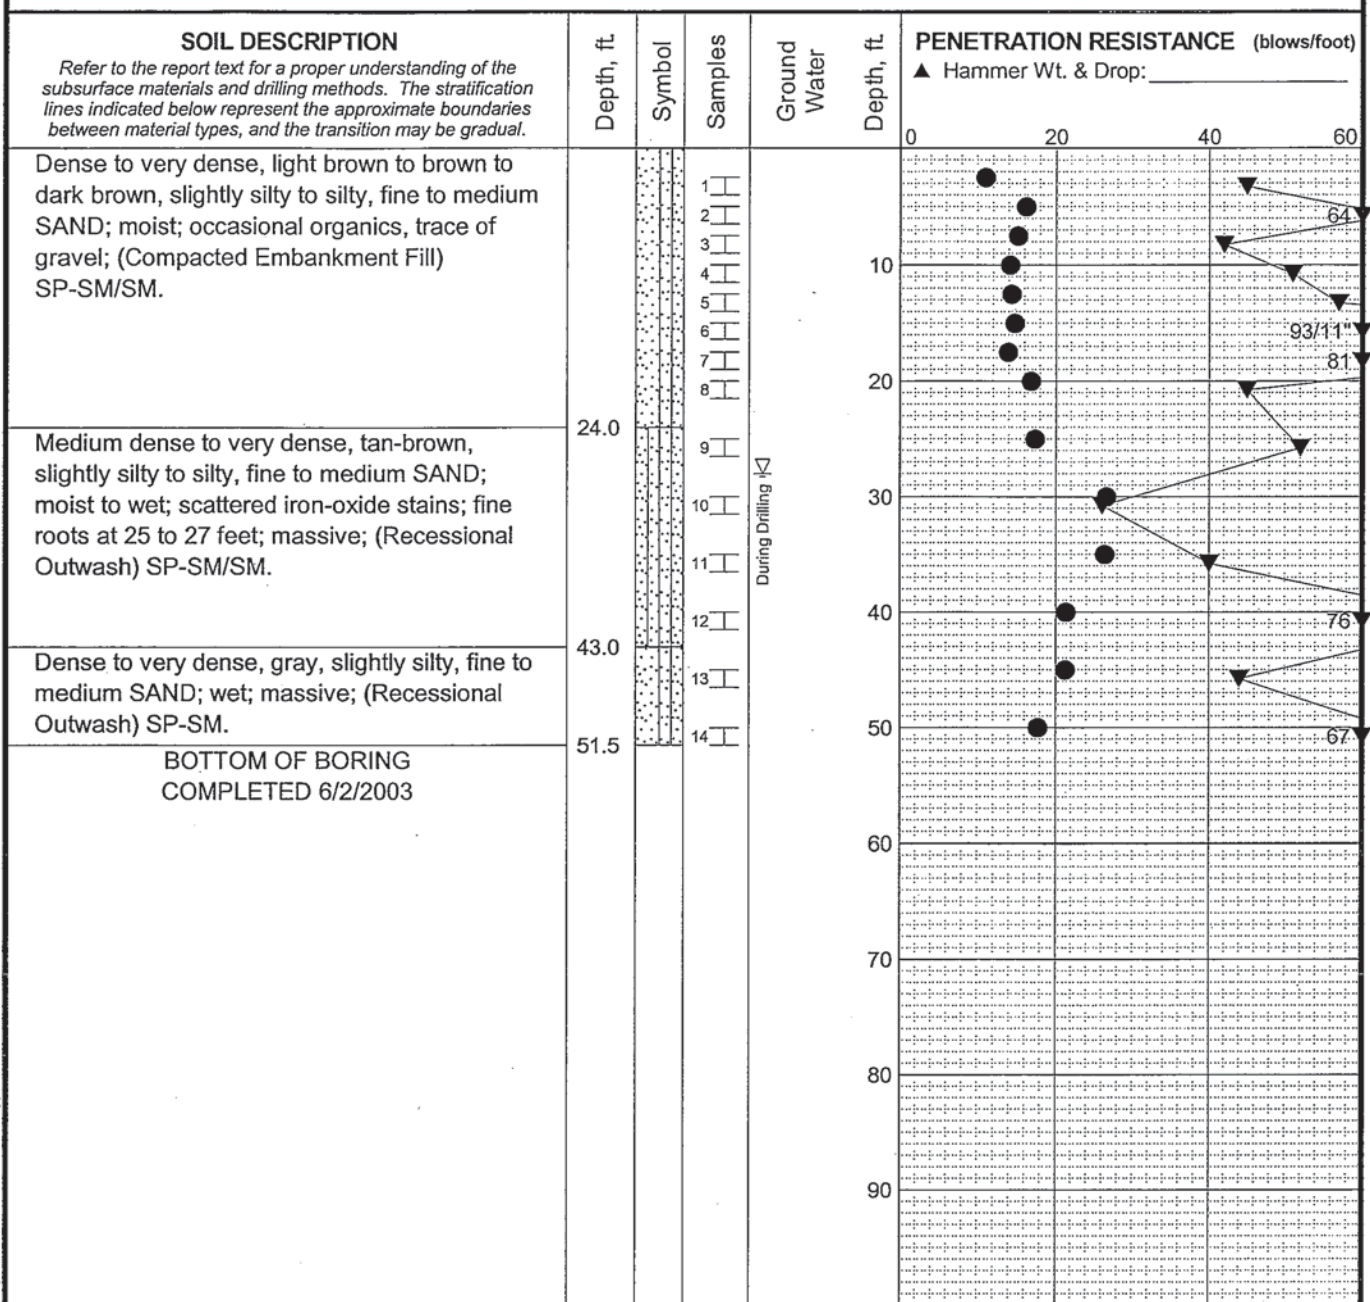 SOIL DESCRIPTION
Refer to the report text for a proper understanding of the
subsurface materials and drilling methods. The stratification
lines indicated below represent the approximate boundaries
between material types, and the transition may be gradual.
Depth, ft.
Symbol
Samples
Ground
Water
Depth, ft.
PENETRATION RESISTANCE (blows/foot)
▲ Hammer Wt. & Drop:
0 20 40 60
Dense to very dense, light brown to brown to
dark brown, slightly silty to silty, fine to medium
SAND; moist; occasional organics, trace of
gravel; (Compacted Embankment Fill)
SP-SM/SM.
24.0
Medium dense to very dense, tan-brown,
slightly silty to silty, fine to medium SAND;
moist to wet; scattered iron-oxide stains; fine
roots at 25 to 27 feet; massive; (Recessional
Outwash) SP-SM/SM.
43.0
Dense to very dense, gray, slightly silty, fine to
medium SAND; wet; massive; (Recessional
Outwash) SP-SM.
51.5
BOTTOM OF BORING
COMPLETED 6/2/2003
1
2
3
4
5
6
7
8
9
10
11
12
13
14
During Drilling
10
20
30
40
50
60
70
80
90
64
93/11"
81
76
67